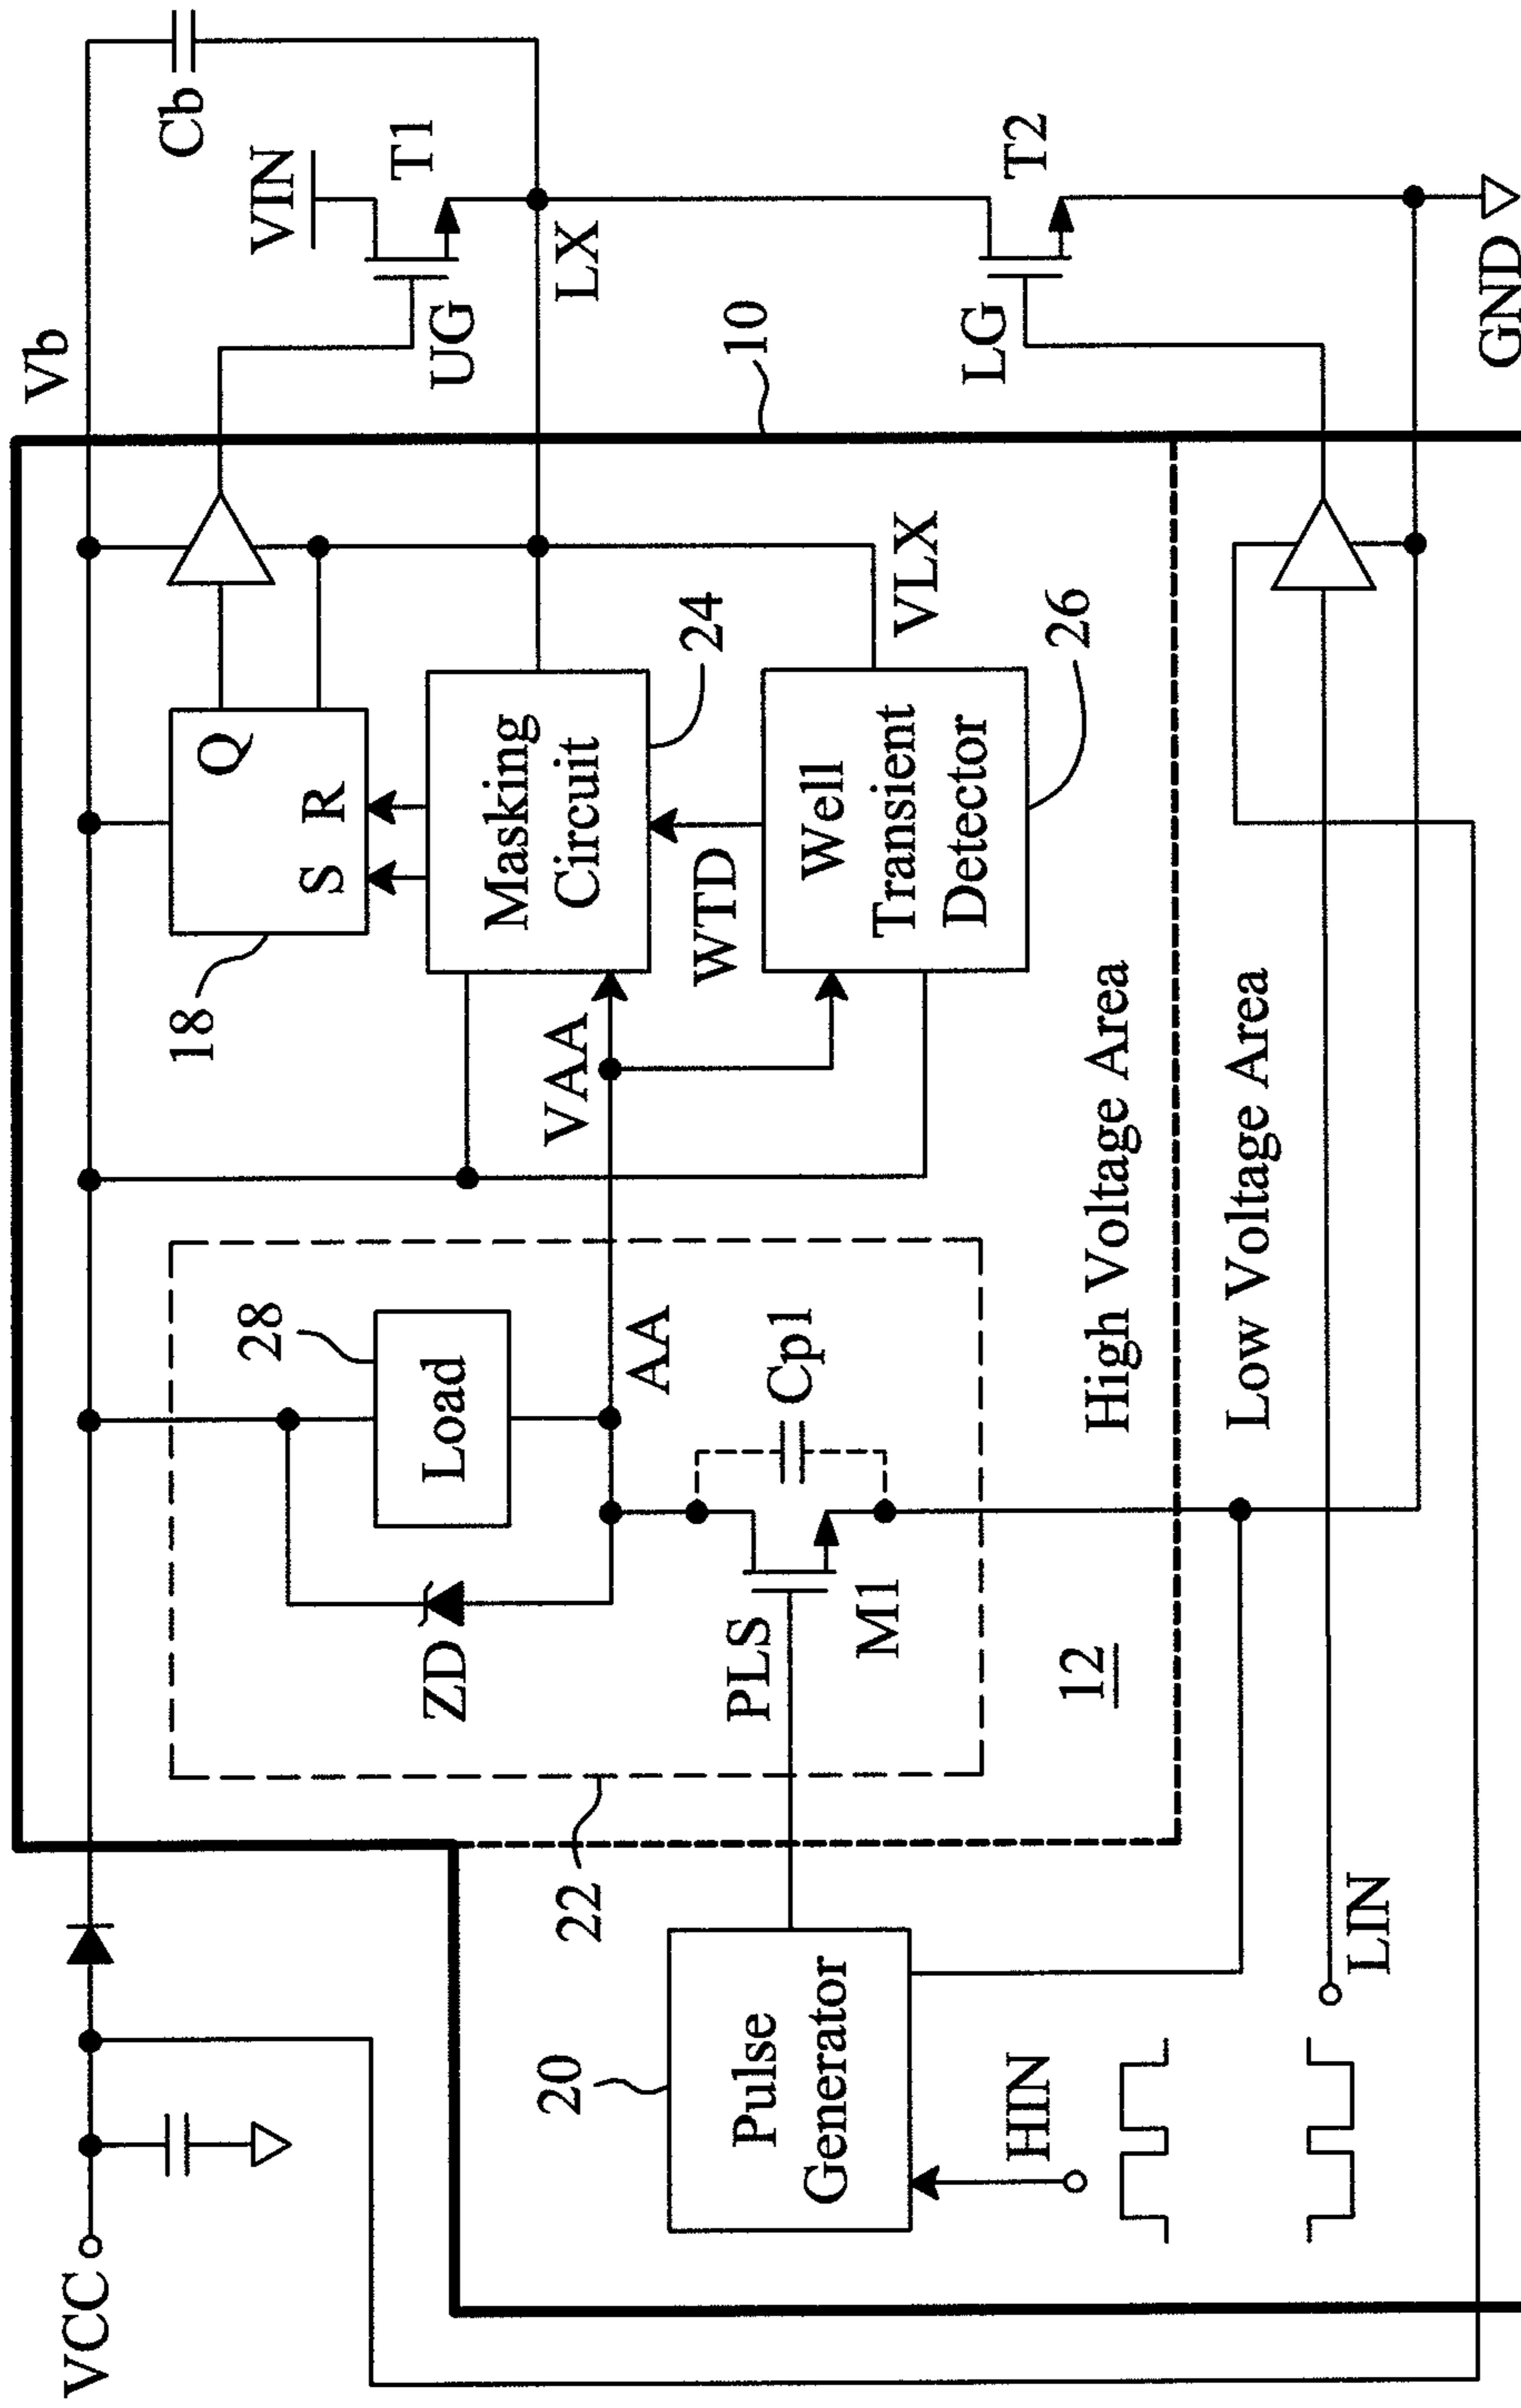 VCC
Vb
Cb
VIN
T1
UG
LX
18
Q
S
R
28
Load
ZD
AA
VAA
Masking
Circuit
24
WTD
Well
Transient
Detector
VLX
26
10
PLS
M1
Cp1
22
12
20
Pulse
Generator
HIN
LIN
High Voltage Area
Low Voltage Area
LG
T2
GND